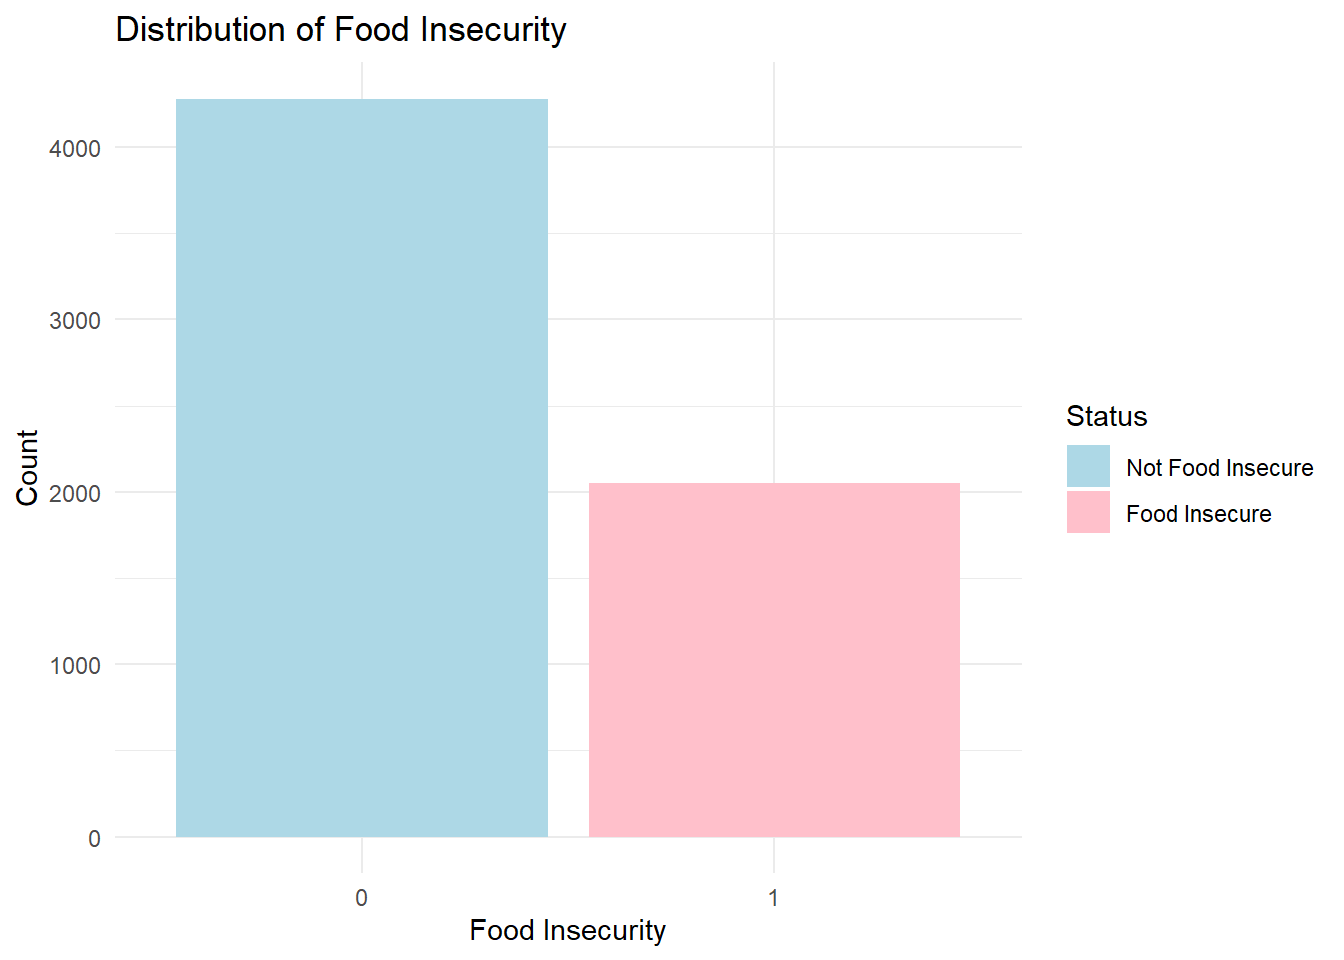 Distribution of Food Insecurity
4000
3000
2000
1000
0
Count
0
1
Food Insecurity
Status
Not Food Insecure
Food Insecure